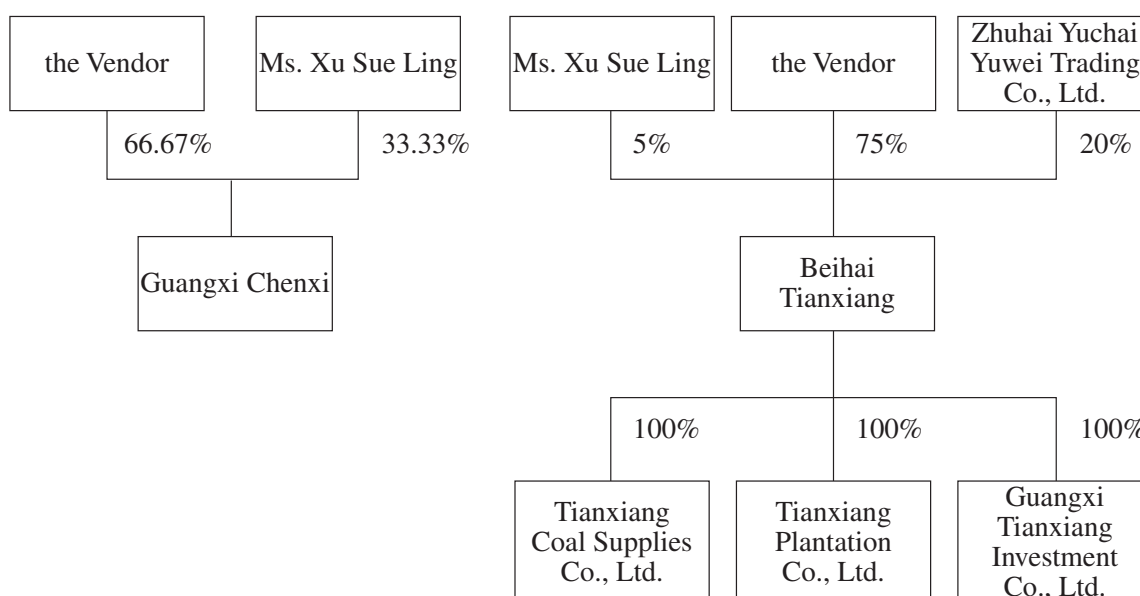 the Vendor
Ms. Xu Sue Ling
Ms. Xu Sue Ling
the Vendor
Zhuhai Yuchai
Yuwei Trading
Co., Ltd.
66.67%
33.33%
5%
75%
20%
Guangxi Chenxi
Beihai
Tianxiang
100%
100%
100%
Tianxiang
Coal Supplies
Co., Ltd.
Tianxiang
Plantation
Co., Ltd.
Guangxi
Tianxiang
Investment
Co., Ltd.